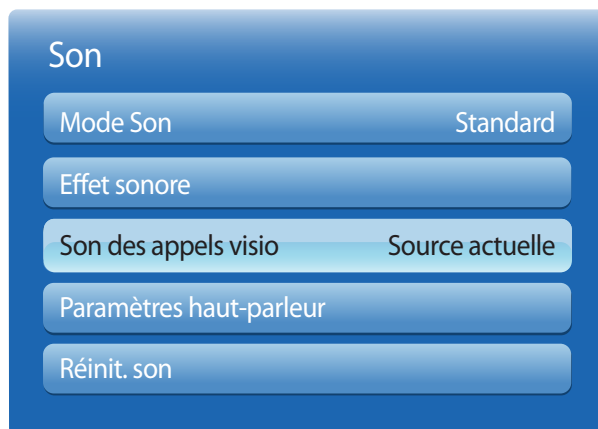 Son
Mode Son Standard
Effet sonore
Son des appels visio Source actuelle
Paramètres haut-parleur
Réinit. son